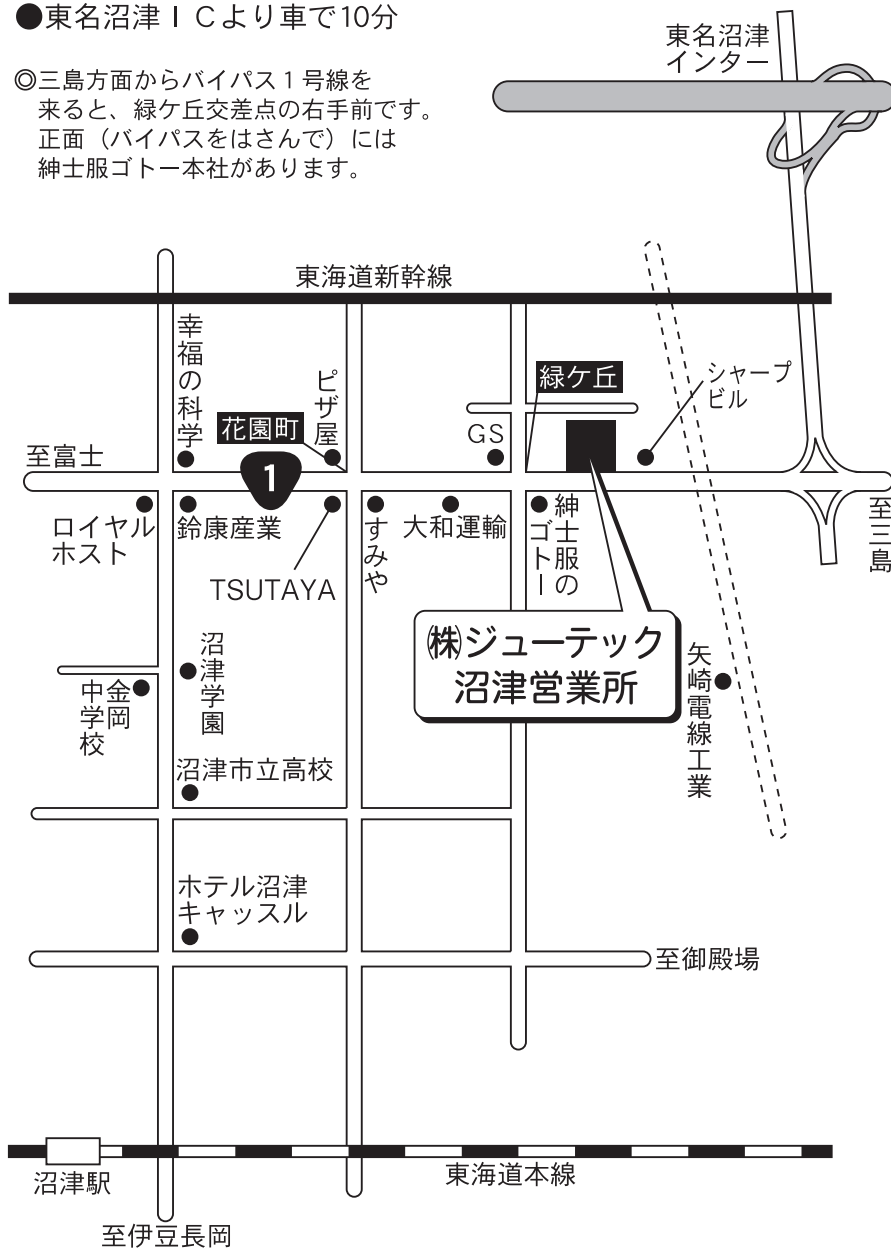 ●東名沼津ＩＣより車で10分
◎三島方面からバイパス１号線を
来ると、緑ケ丘交差点の右手前です。
正面（バイパスをはさんで）には
紳士服ゴトー本社があります。
東名沼津
インター
東海道新幹線
幸福の科学
ピザ屋
花園町
緑ケ丘
シャープ
ビル
GS
至富士
1
ロイヤル
ホスト
鈴康産業
TSUTAYA
すみや
大和運輸
紳士服の
ゴトー
至三島
㈱ジューテック
沼津営業所
沼津学園
金岡
中学校
矢崎電線工業
沼津市立高校
ホテル沼津
キャッスル
至御殿場
東海道本線
沼津駅
至伊豆長岡